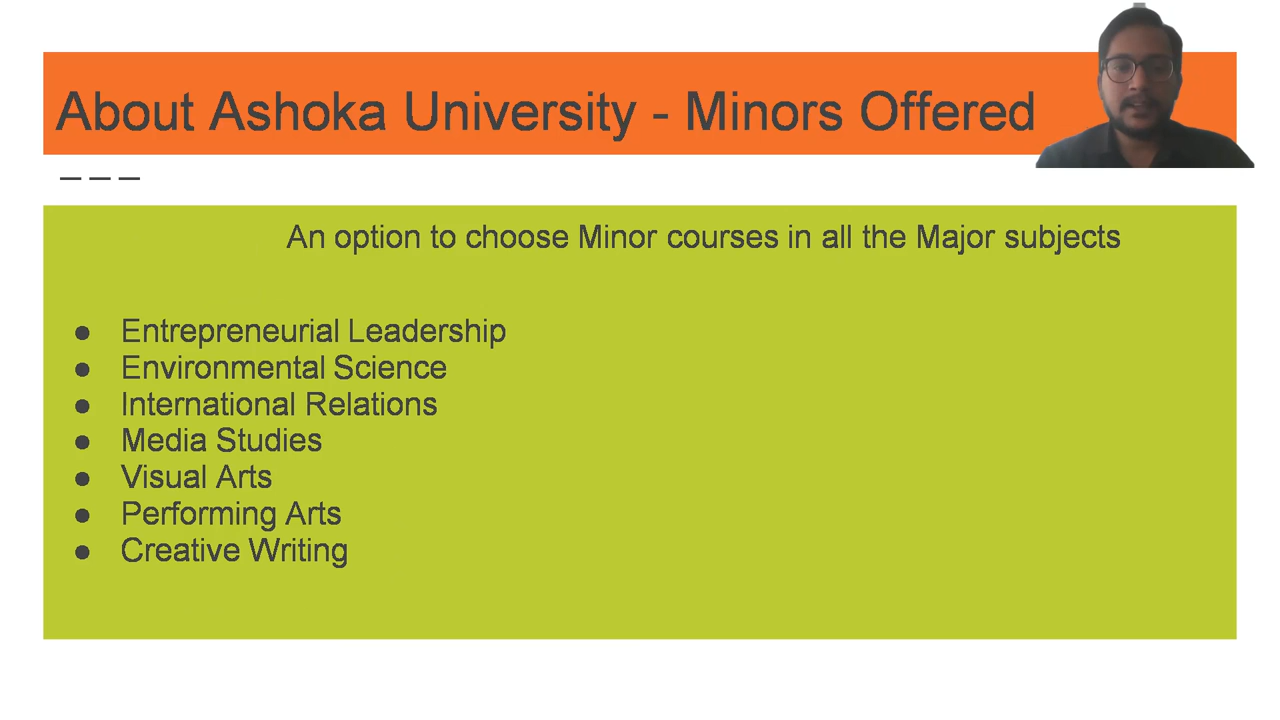 About Ashoka University - Minors Offered
An option to choose Minor courses in all the Major subjects
● Entrepreneurial Leadership
● Environmental Science
● International Relations
● Media Studies
● Visual Arts
● Performing Arts
● Creative Writing